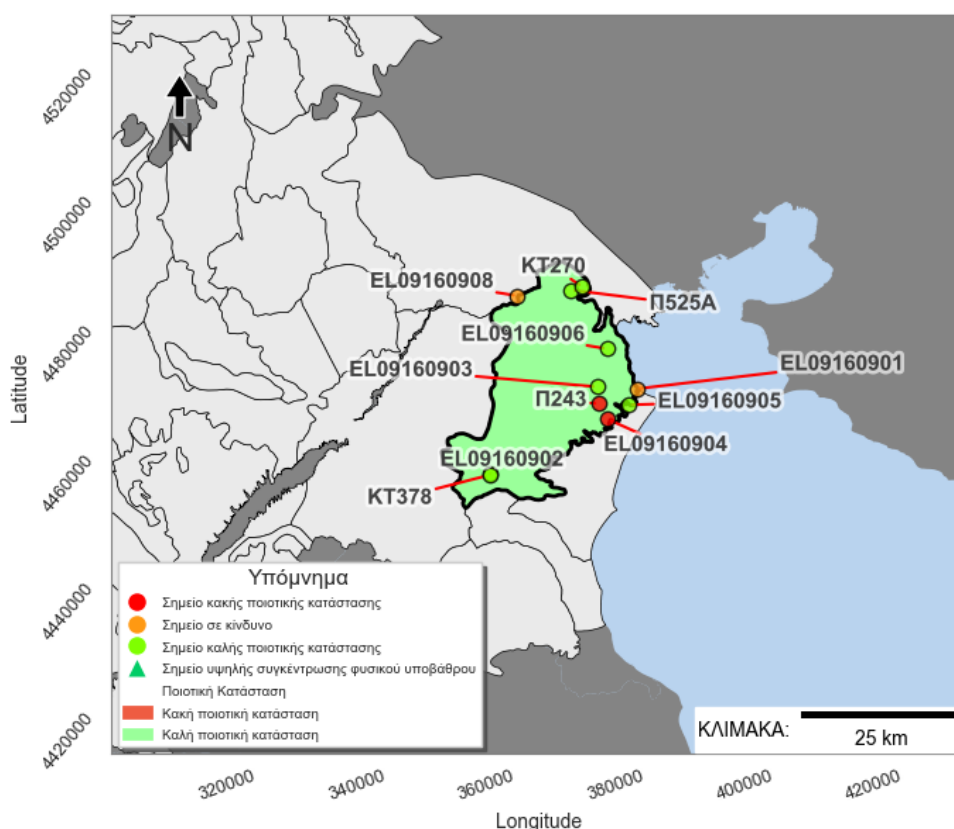 N
KT270
EL09160908
Π525Α
EL09160906
EL09160901
EL09160903
Π243
EL09160905
EL09160904
EL09160902
KT378
4520000
4500000
4480000
4460000
4440000
4420000
Latitude
Υπόμνημα
Σημείο κακής ποιοτικής κατάστασης
Σημείο σε κίνδυνο
Σημείο καλής ποιοτικής κατάστασης
Σημείο υψηλής συγκέντρωσης φυσικού υποβάθρου
Ποιοτική Κατάσταση
Κακή ποιοτική κατάσταση
Καλή ποιοτική κατάσταση
ΚΛΙΜΑΚΑ:
25 km
320000 340000 360000 380000 400000 420000
Longitude